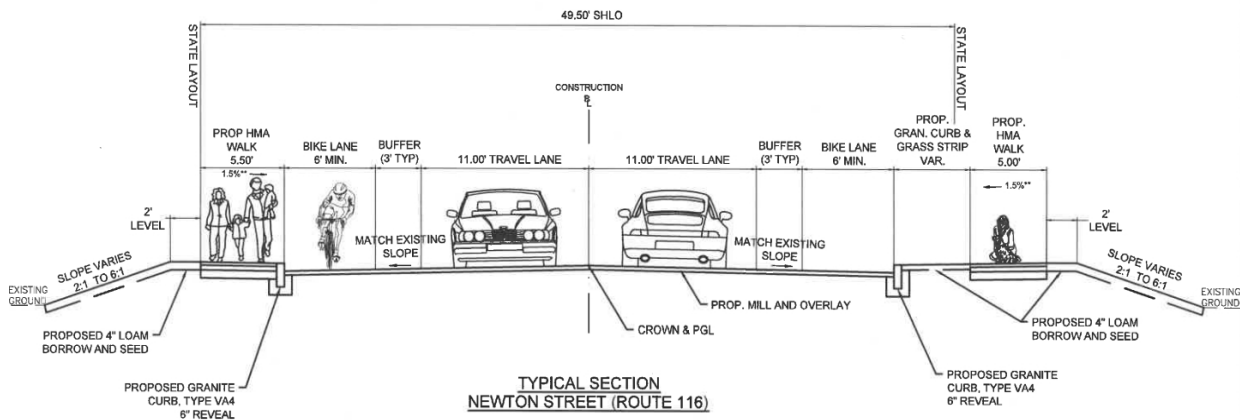 49.50' SHLO
STATE LAYOUT
STATE LAYOUT
CONSTRUCTION
℄
PROP HMA
WALK
5.50'
BIKE LANE
6' MIN.
BUFFER
(3' TYP)
11.00' TRAVEL LANE
11.00' TRAVEL LANE
BUFFER
(3' TYP)
BIKE LANE
6' MIN.
PROP.
GRAN. CURB &
GRASS STRIP
VAR.
PROP.
HMA
WALK
5.00'
1.5%**
1.5%**
2'
LEVEL
2'
LEVEL
MATCH EXISTING
SLOPE
MATCH EXISTING
SLOPE
SLOPE VARIES
2:1 TO 6:1
SLOPE VARIES
2:1 TO 6:1
EXISTING
GROUND
EXISTING
GROUND
PROP. MILL AND OVERLAY
PROPOSED 4" LOAM
BORROW AND SEED
CROWN & PGL
PROPOSED 4" LOAM
BORROW AND SEED
PROPOSED GRANITE
CURB, TYPE VA4
6" REVEAL
PROPOSED GRANITE
CURB, TYPE VA4
6" REVEAL
TYPICAL SECTION
NEWTON STREET (ROUTE 116)